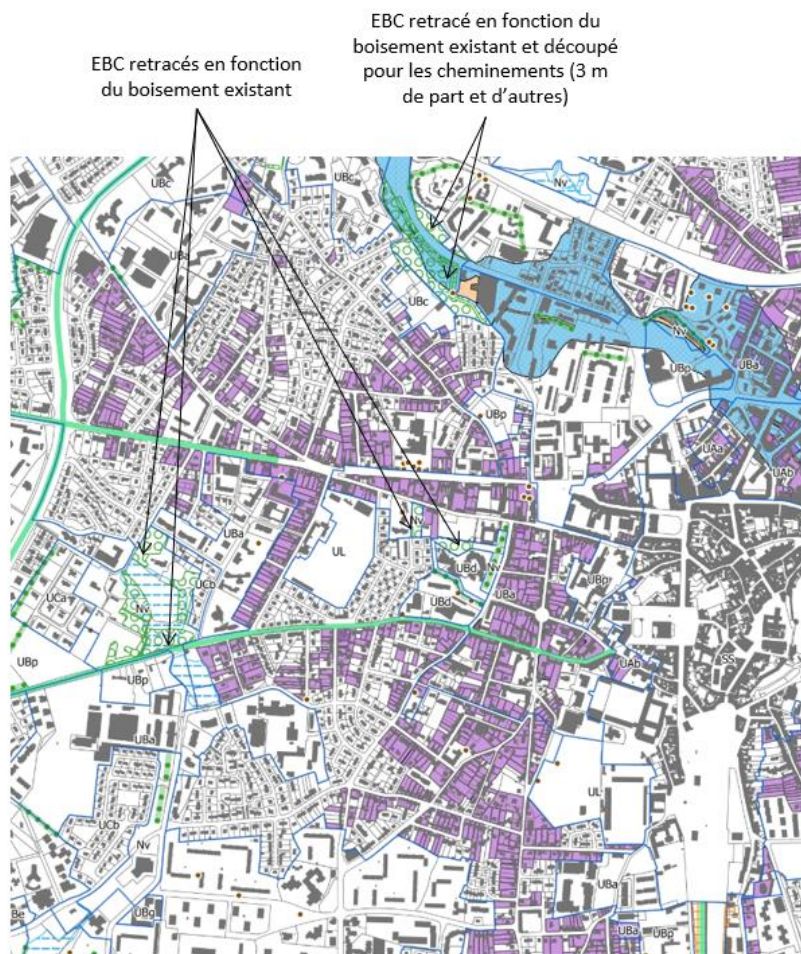 EBC retracé en fonction du
boisement existant et découpé
pour les cheminements (3 m
de part et d'autres)
EBC retracés en fonction
du boisement existant
UBc
Nv
UBc
UBa
UBc
Nv
UBp
UBa
UBp
UAa
UAb
UBa
UL
Nv
UCb
UBd
Nv
UBp
UCa
Nv
UBd
UBa
UBp
UBp
UAb
SS
UBa
UL
UCb
Nv
UBa
Be
UBg
UBa
UBp